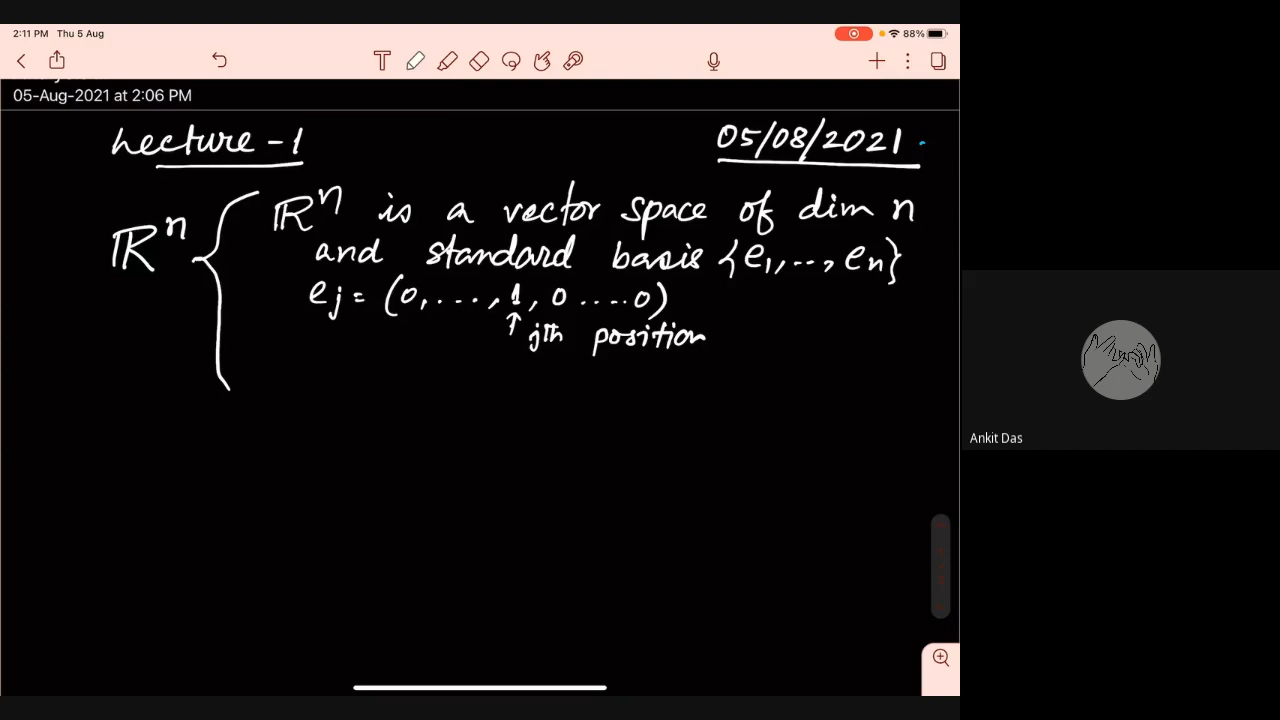 2:11 PM Thu 5 Aug
88%
05-Aug-2021 at 2:06 PM
Lecture - 1
05/08/2021
ℝⁿ { ℝⁿ is a vector space of dim n
and standard basis {e₁, ..., eₙ}
eⱼ = (0, ..., 1, 0 .... 0)
↑ jth position
Ankit Das